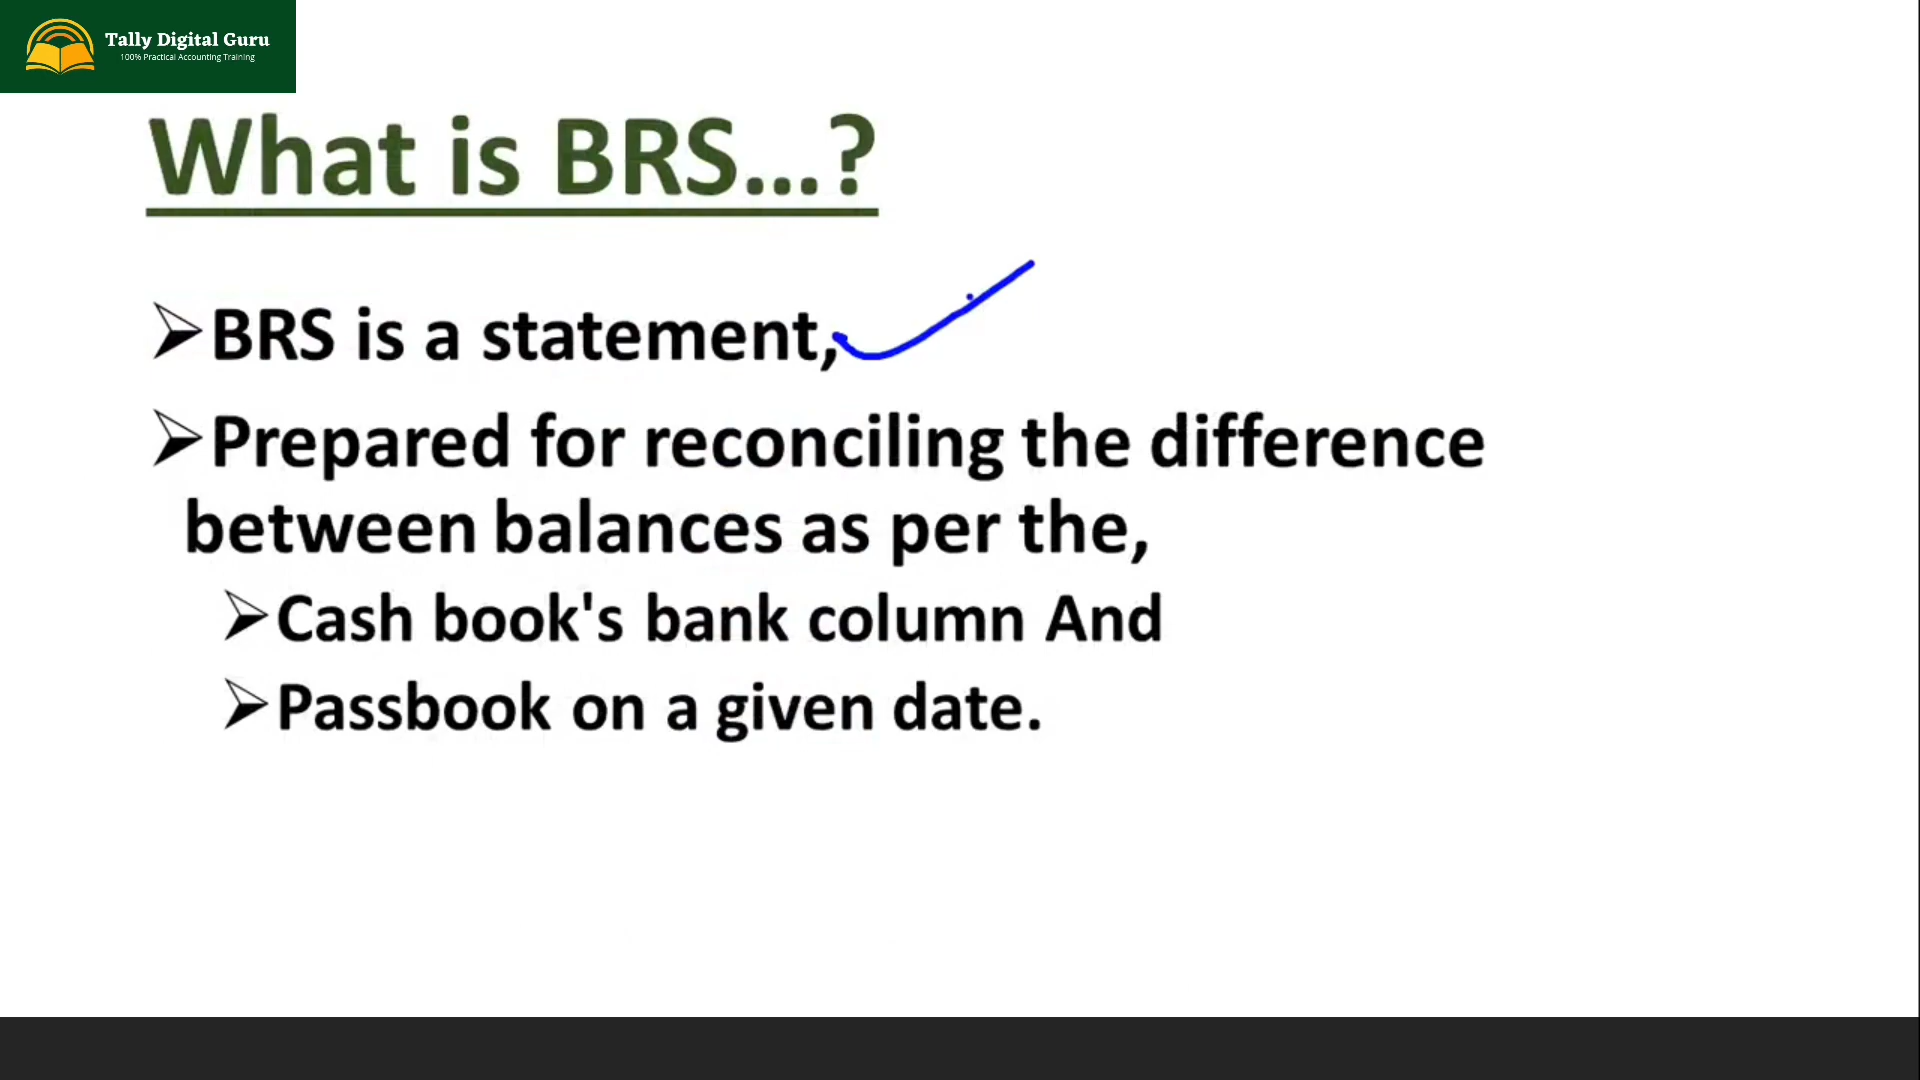 Tally Digital Guru
100% Practical Accounting Training
What is BRS...?
➢BRS is a statement,
➢Prepared for reconciling the difference
between balances as per the,
➢Cash book's bank column And
➢Passbook on a given date.